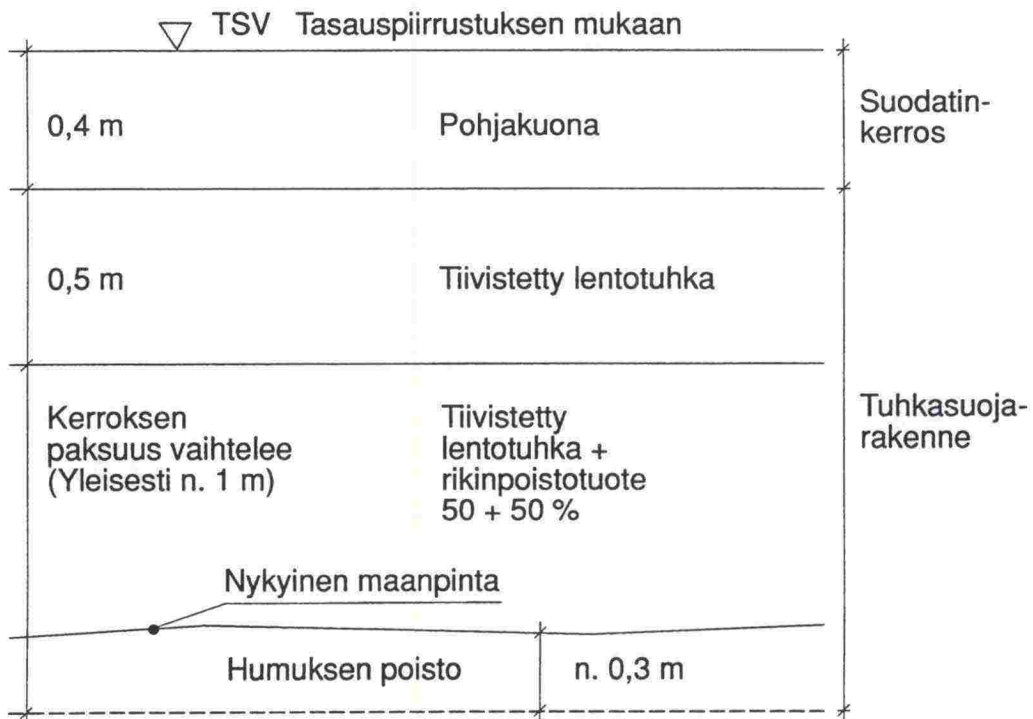 TSV Tasauspiirrustuksen mukaan
0,4 m
Pohjakuona
Suodatin-
kerros
0,5 m
Tiivistetty lentotuhka
Kerroksen
paksuus vaihtelee
(Yleisesti n. 1 m)
Tiivistetty
lentotuhka +
rikinpoistotuote
50 + 50 %
Tuhkasuoja-
rakenne
Nykyinen maanpinta
Humuksen poisto
n. 0,3 m